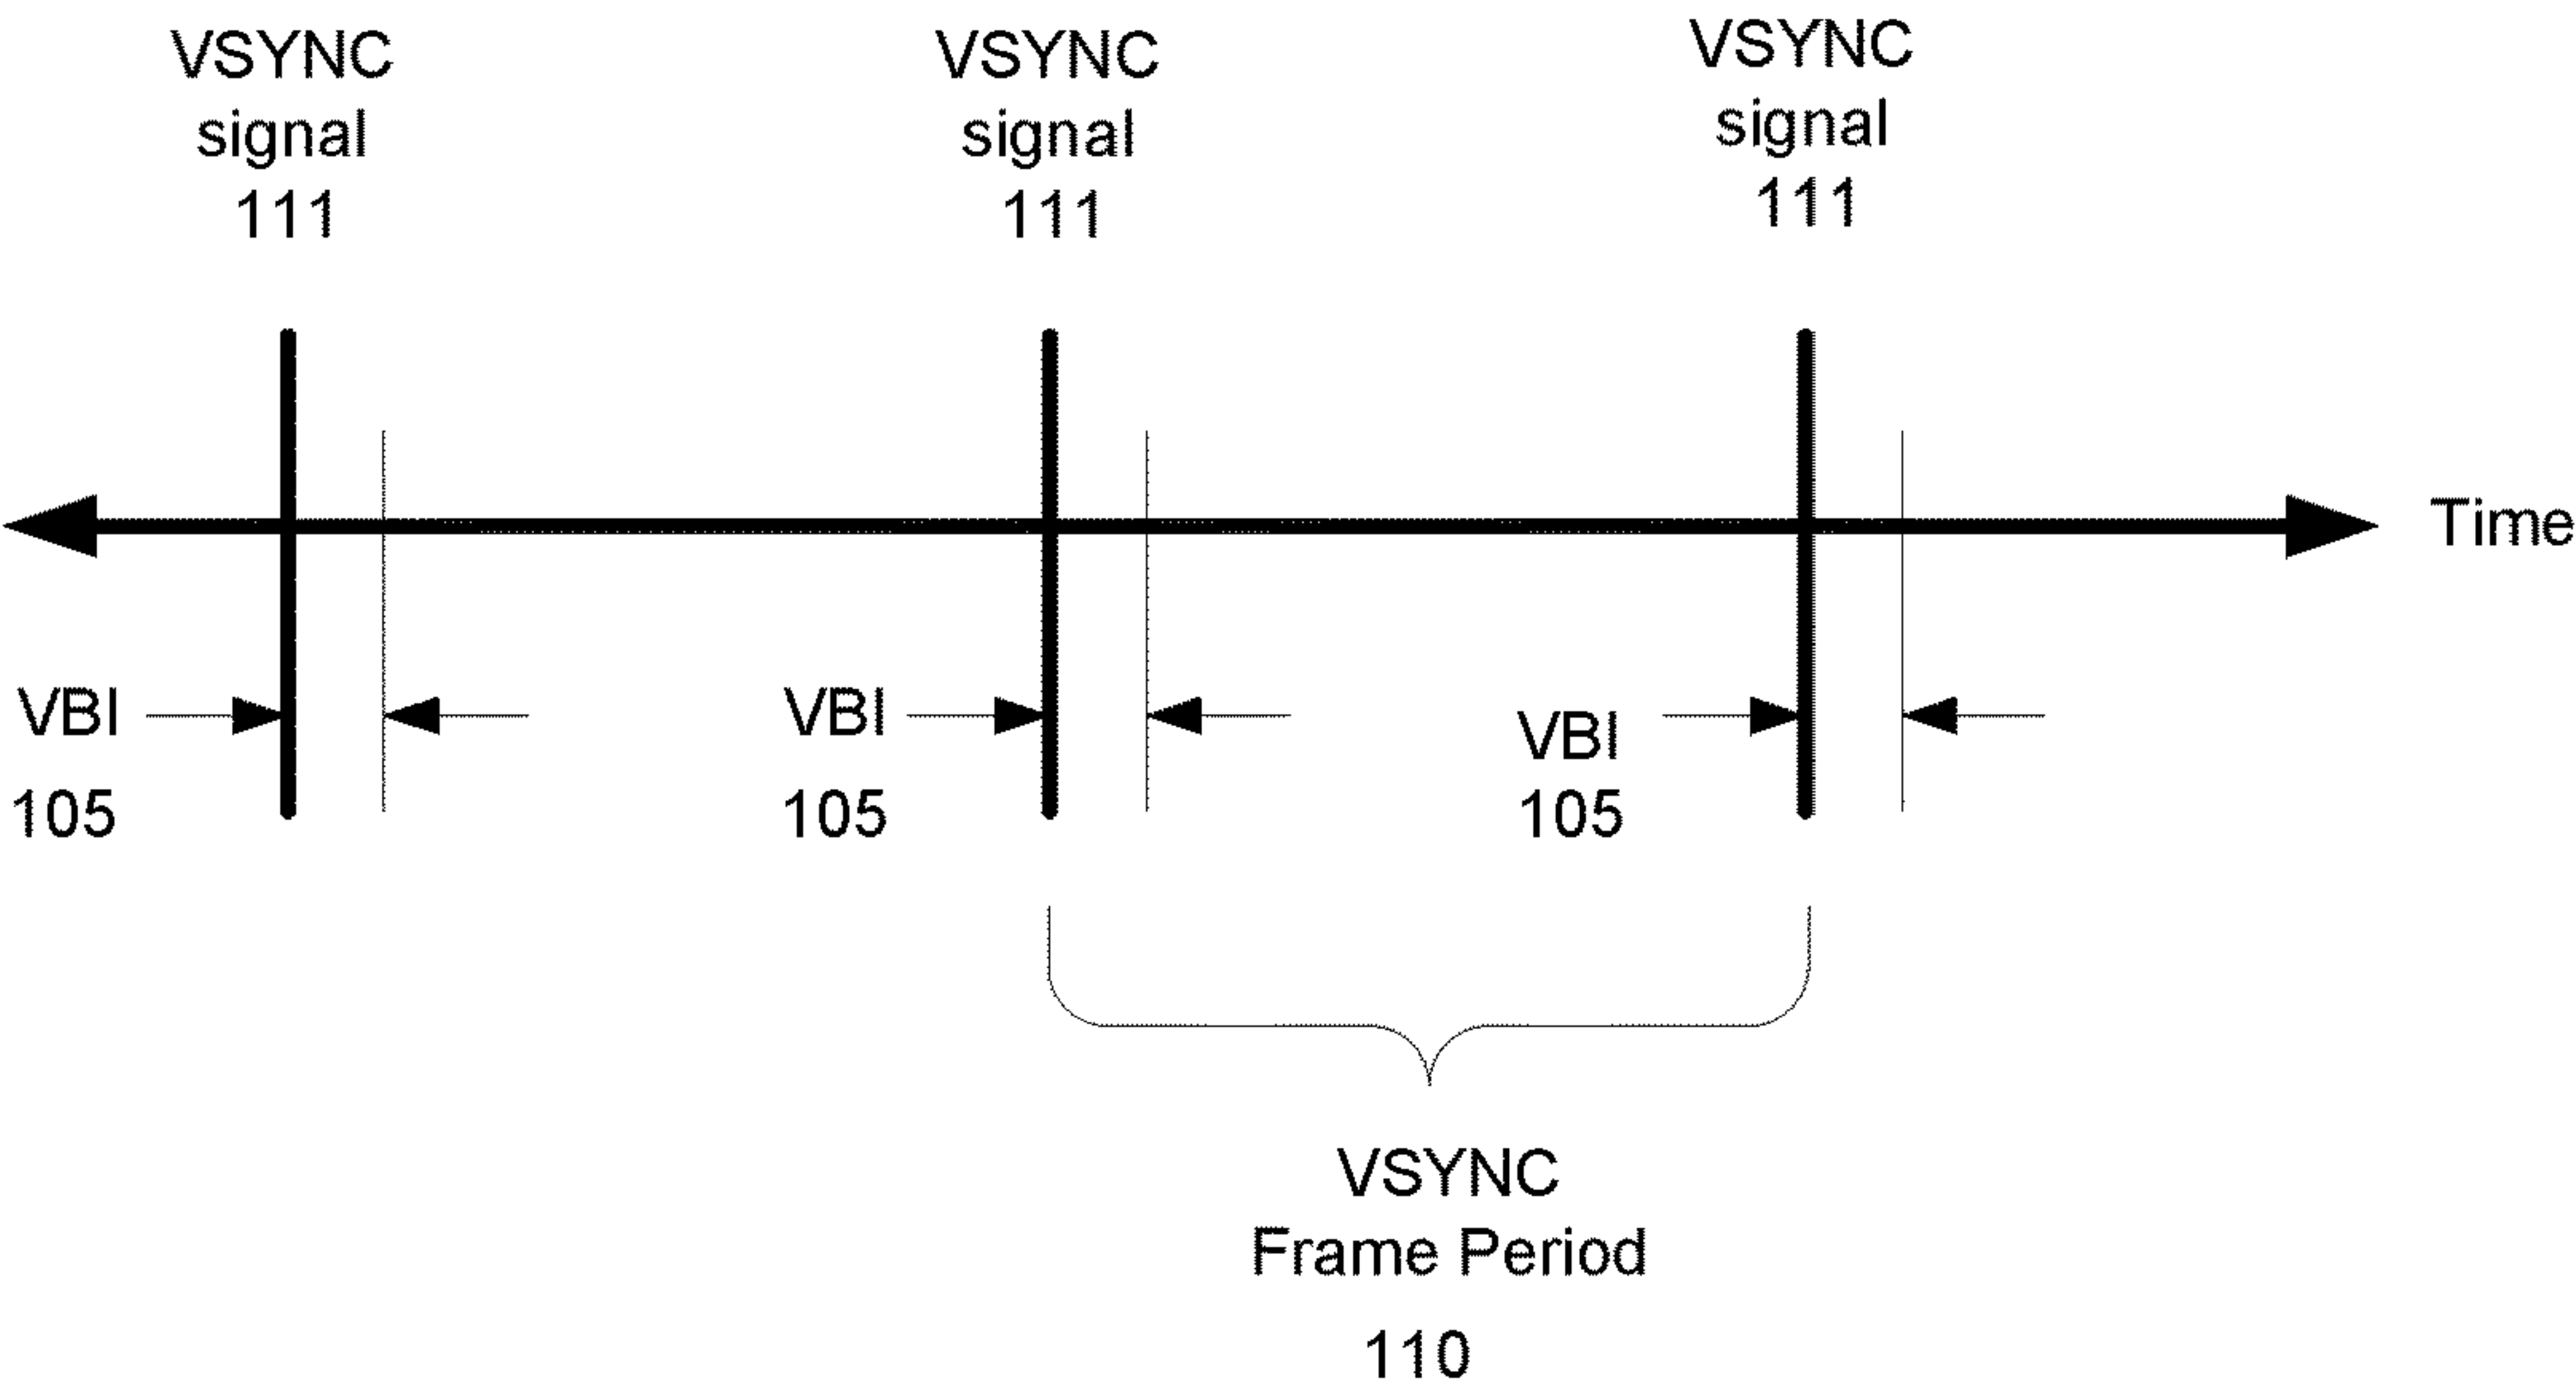 VSYNC
signal
111
VSYNC
signal
111
VSYNC
signal
111
Time
VBI
105
VBI
105
VBI
105
VSYNC
Frame Period
110